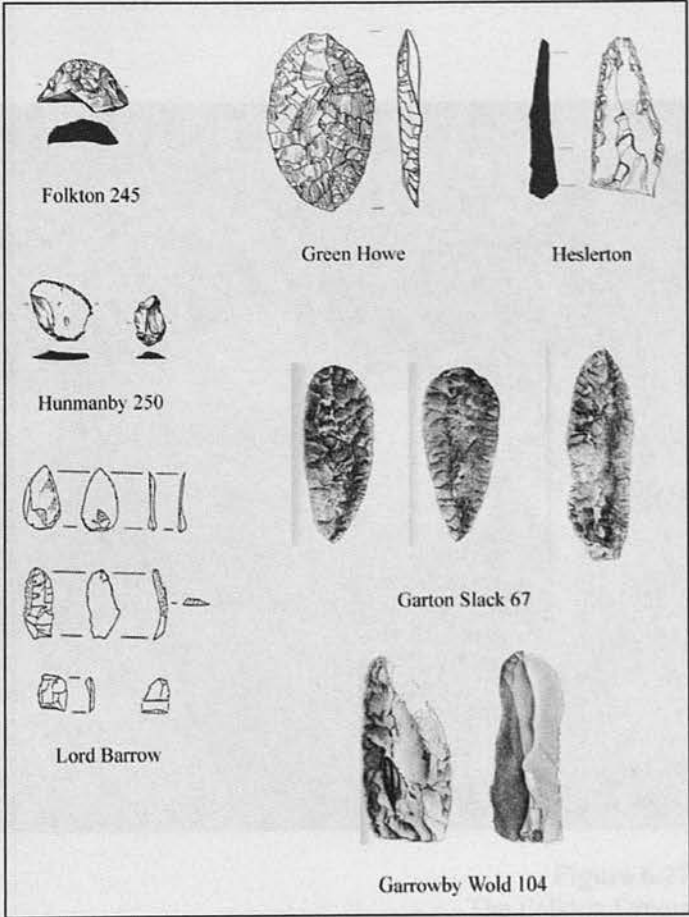 Folkton 245
Green Howe
Heslerton
Hunmanby 250
Garton Slack 67
Lord Barrow
Garrowby Wold 104